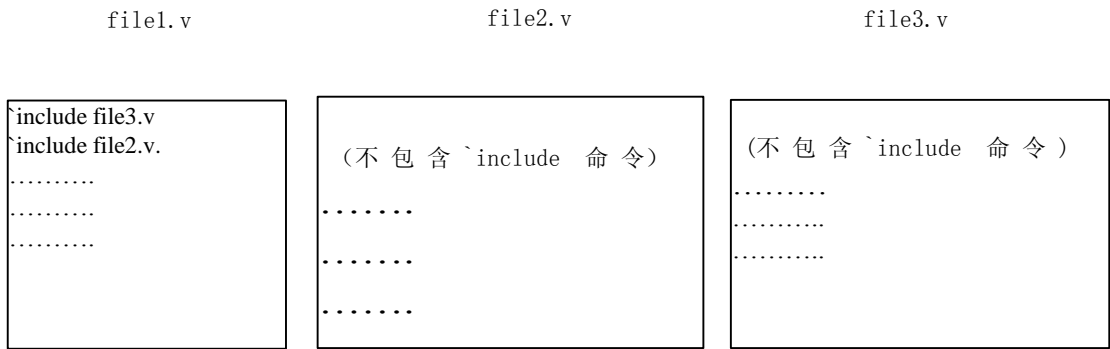 file1.v
file2.v
file3.v
`include file3.v
`include file2.v.
……….
……….
……….
(不 包 含 `include 命 令)
.......
.......
.......
(不 包 含 `include 命 令 )
………
………..
………..